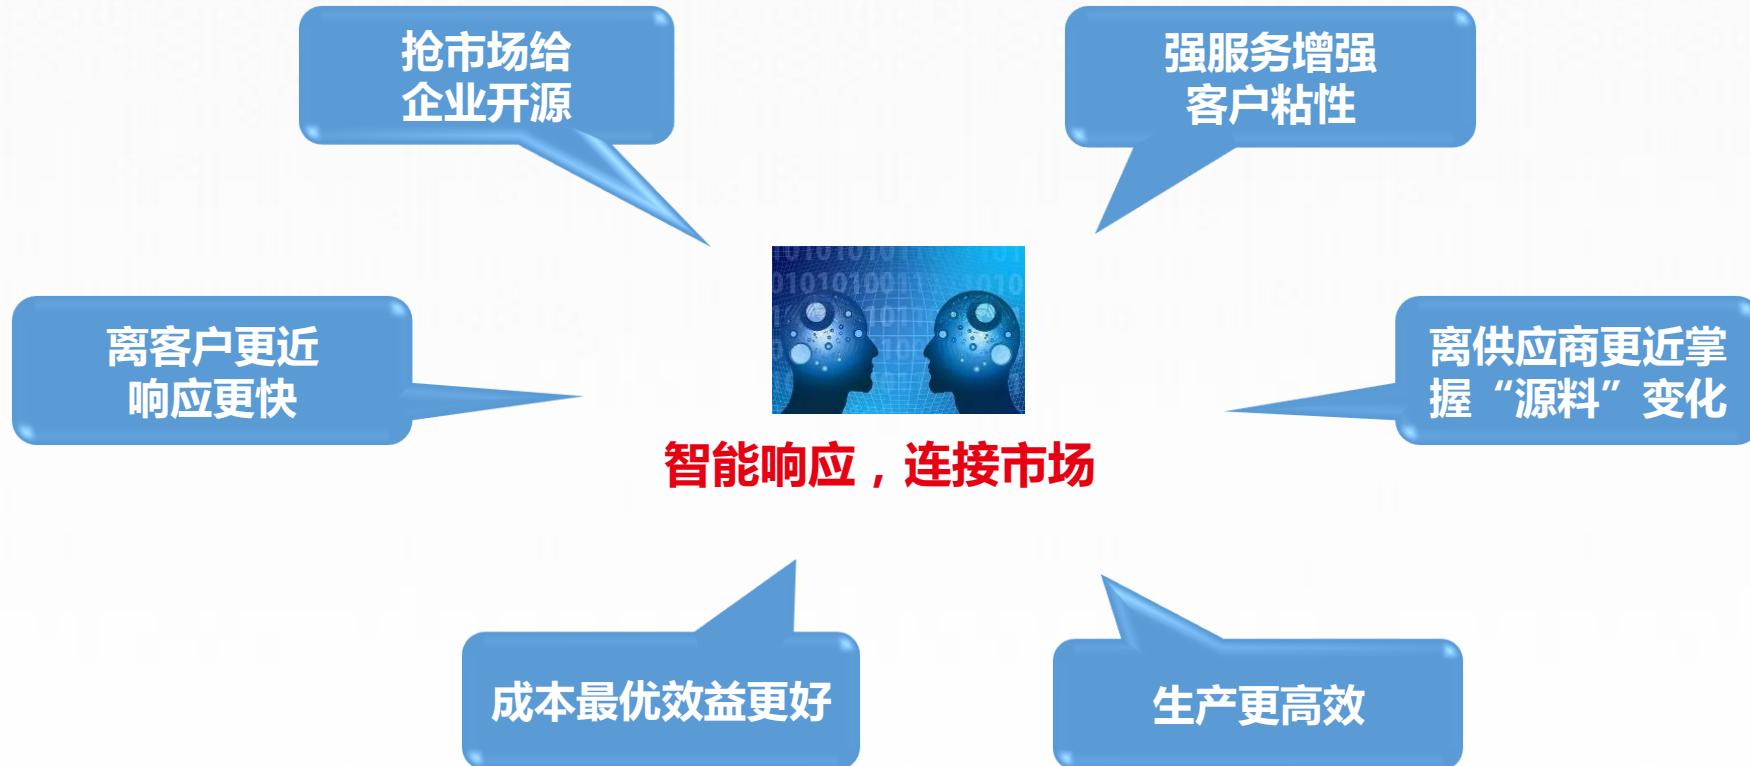 抢市场给
企业开源
强服务增强
客户粘性
离客户更近
响应更快
离供应商更近掌
握“源料”变化
智能响应，连接市场
成本最优效益更好
生产更高效